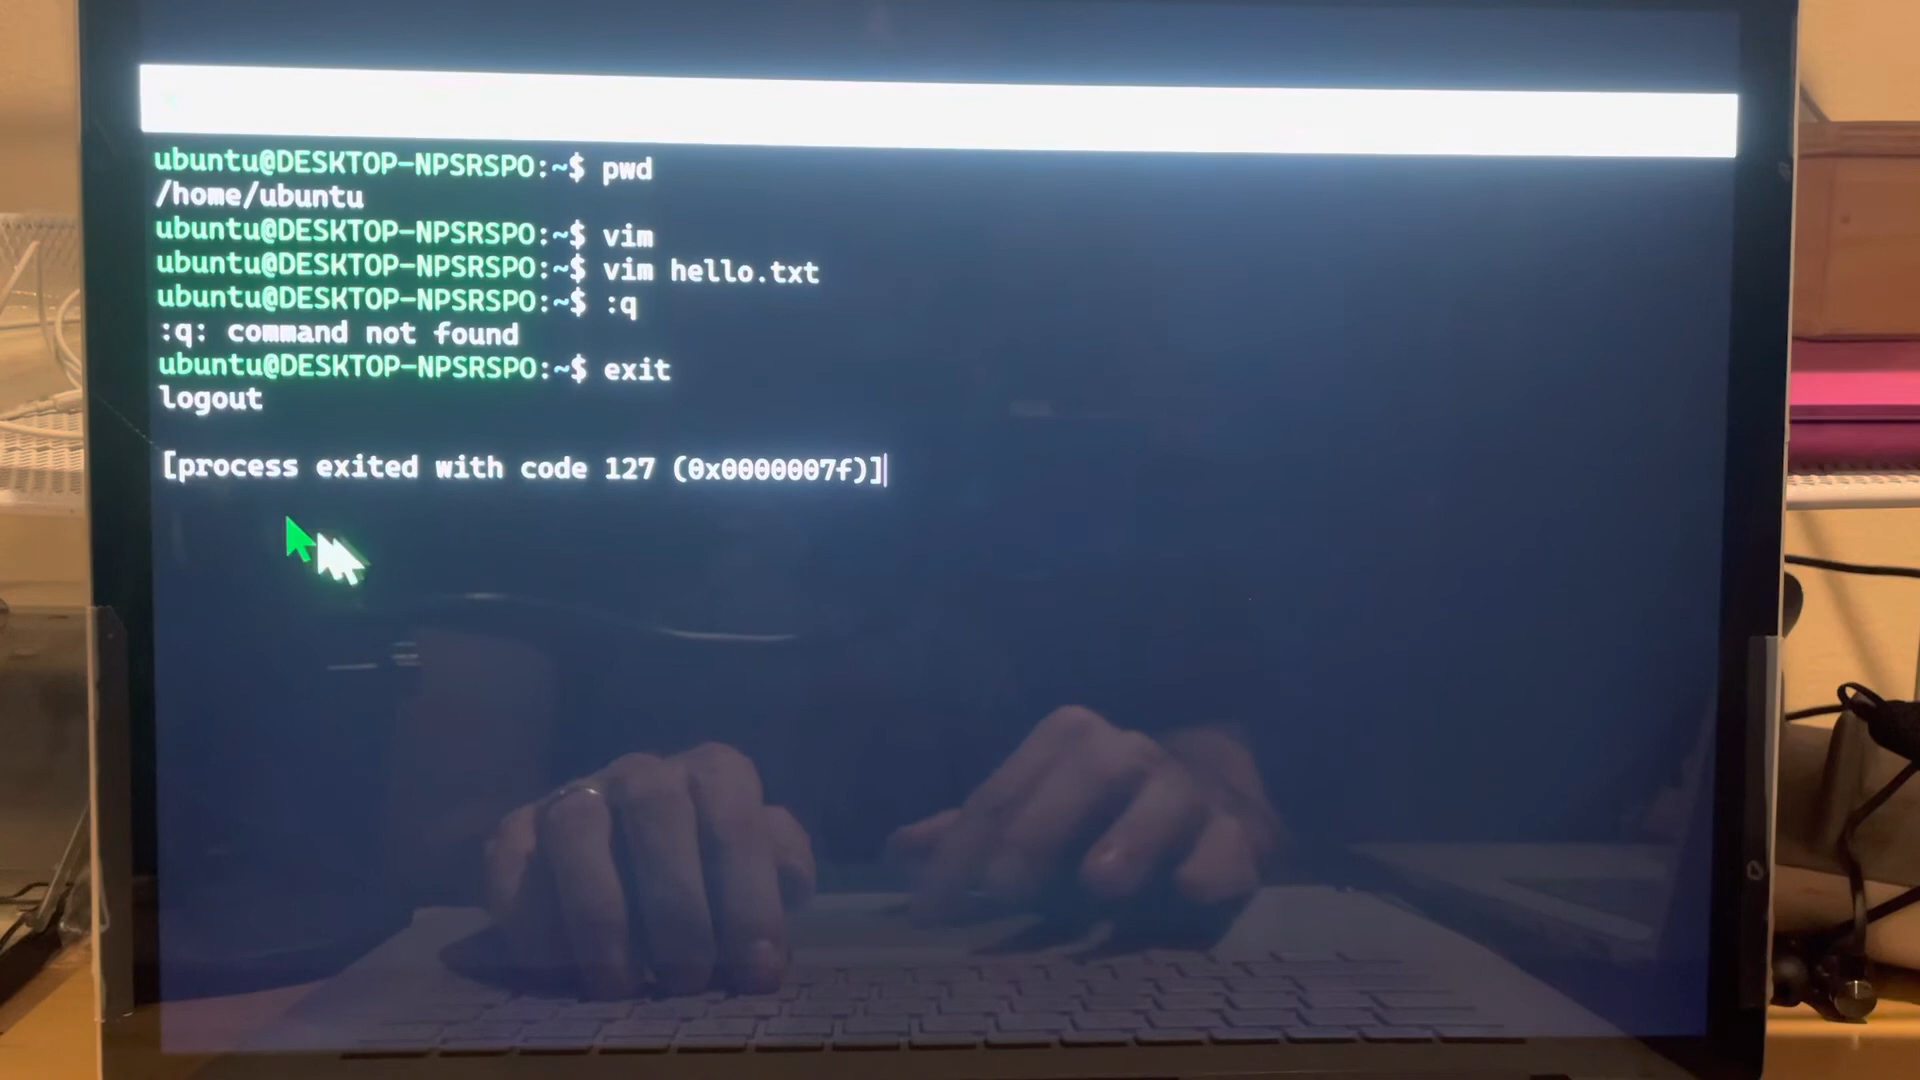 ubuntu@DESKTOP-NPSRSPO:~$ pwd
/home/ubuntu
ubuntu@DESKTOP-NPSRSPO:~$ vim
ubuntu@DESKTOP-NPSRSPO:~$ vim hello.txt
ubuntu@DESKTOP-NPSRSPO:~$ :q
:q: command not found
ubuntu@DESKTOP-NPSRSPO:~$ exit
logout
[process exited with code 127 (0x0000007f)]